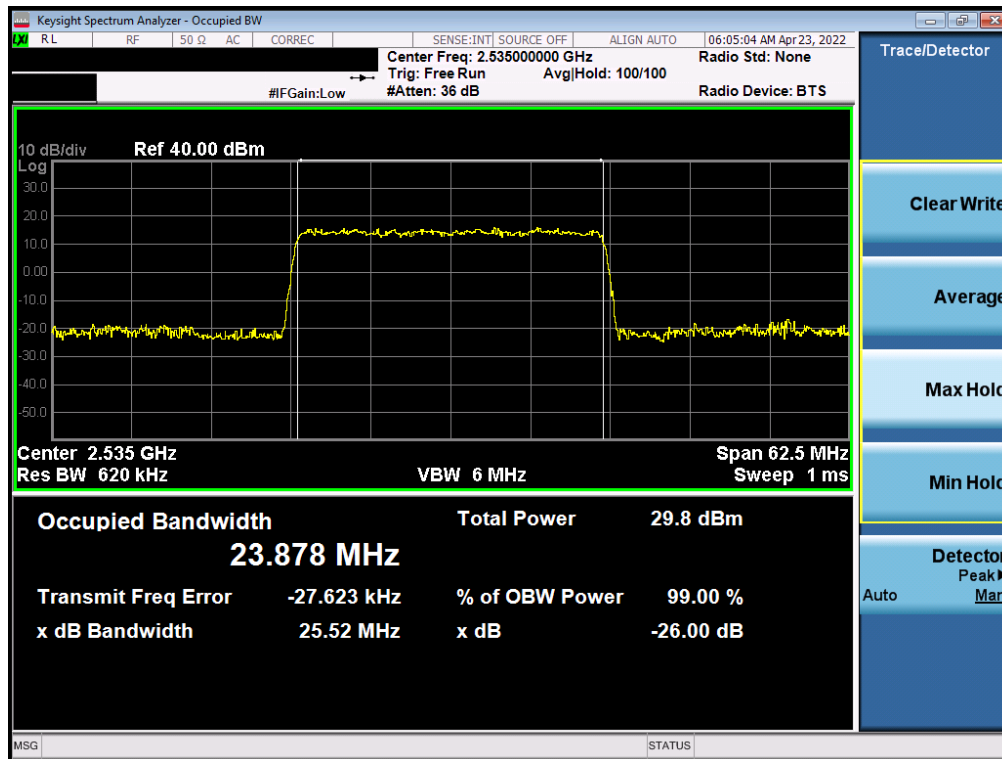 Keysight Spectrum Analyzer - Occupied BW
LXI RL RF 50 Ω AC CORREC SENSE:INT SOURCE OFF ALIGN AUTO 06:05:04 AM Apr 23, 2022
Center Freq: 2.535000000 GHz Radio Std: None
Trig: Free Run Avg|Hold: 100/100
#IFGain:Low #Atten: 36 dB Radio Device: BTS
Trace/Detector
10 dB/div Ref 40.00 dBm
Log
30.0
20.0
10.0
0.00
-10.0
-20.0
-30.0
-40.0
-50.0
Center 2.535 GHz Span 62.5 MHz
Res BW 620 kHz VBW 6 MHz Sweep 1 ms
Occupied Bandwidth Total Power 29.8 dBm
23.878 MHz
Transmit Freq Error -27.623 kHz % of OBW Power 99.00 %
x dB Bandwidth 25.52 MHz x dB -26.00 dB
Clear Write
Average
Max Hold
Min Hold
Detector
Peak
Auto Man
MSG STATUS